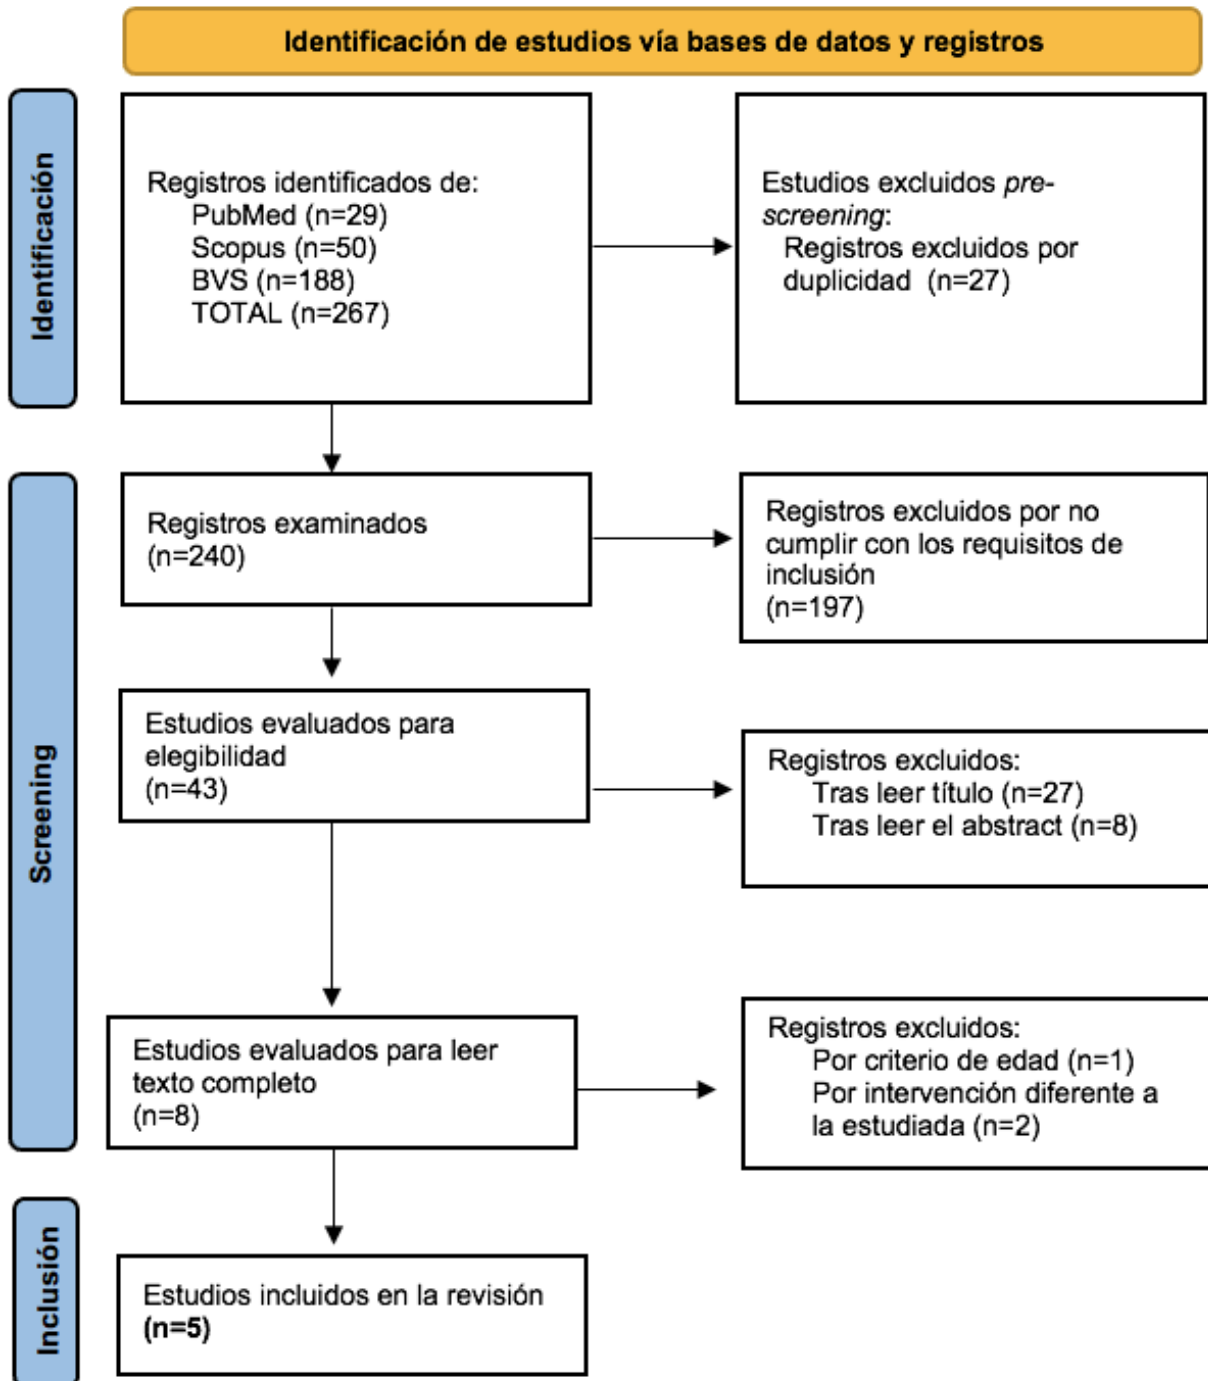 Identificación de estudios vía bases de datos y registros
Identificación
Registros identificados de:
PubMed (n=29)
Scopus (n=50)
BVS (n=188)
TOTAL (n=267)
Estudios excluidos pre-
screening:
Registros excluidos por
duplicidad (n=27)
Screening
Registros examinados
(n=240)
Registros excluidos por no
cumplir con los requisitos de
inclusión
(n=197)
Estudios evaluados para
elegibilidad
(n=43)
Registros excluidos:
Tras leer título (n=27)
Tras leer el abstract (n=8)
Estudios evaluados para leer
texto completo
(n=8)
Registros excluidos:
Por criterio de edad (n=1)
Por intervención diferente a
la estudiada (n=2)
Inclusión
Estudios incluidos en la revisión
(n=5)